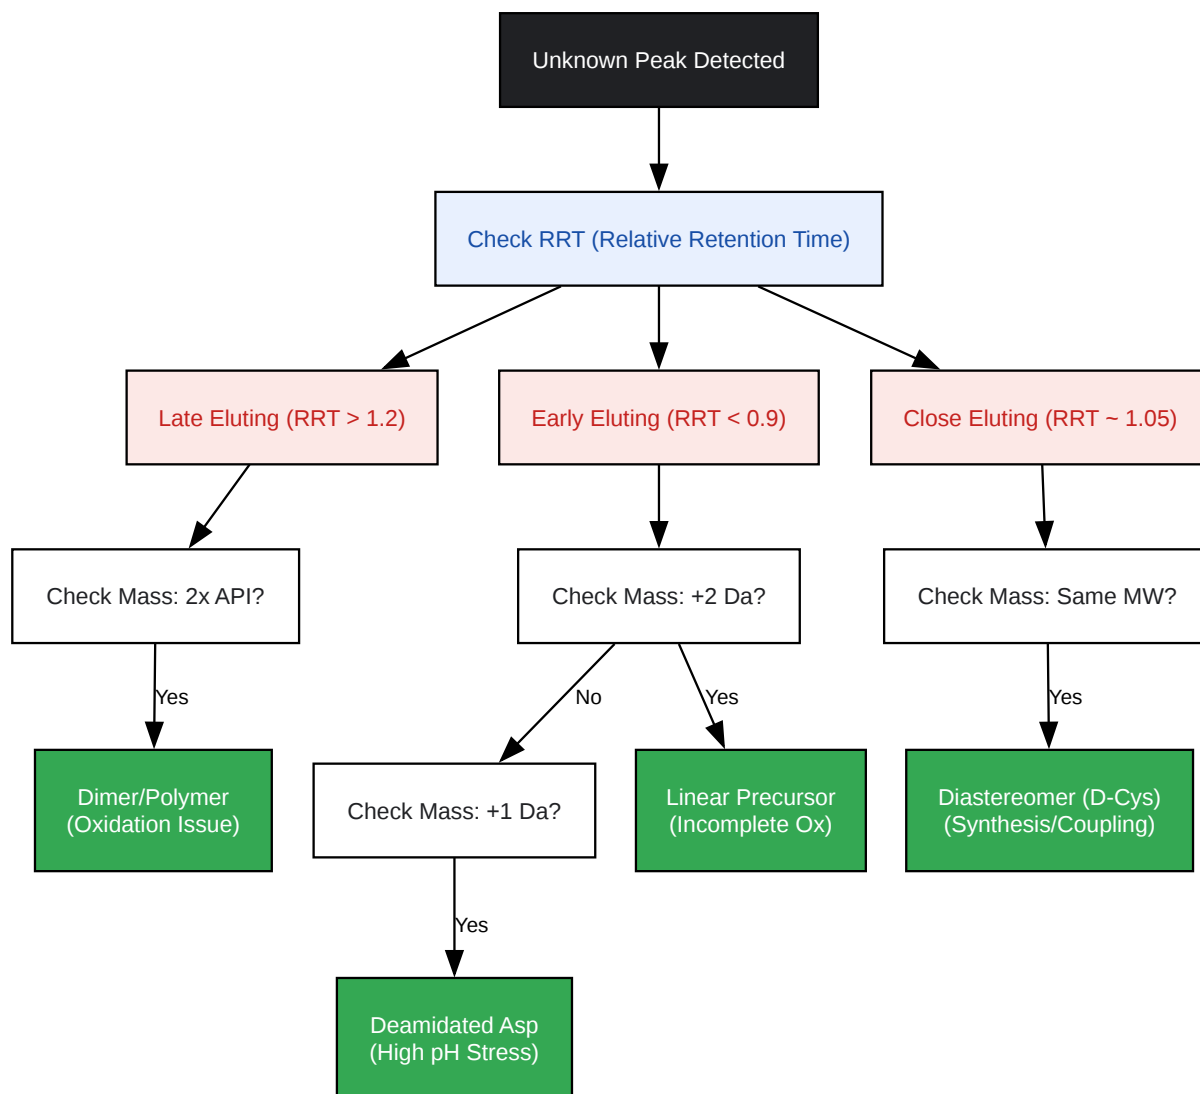 Unknown Peak Detected
Check RRT (Relative Retention Time)
Late Eluting (RRT > 1.2)
Early Eluting (RRT < 0.9)
Close Eluting (RRT ~ 1.05)
Check Mass: 2x API?
Check Mass: +2 Da?
Check Mass: Same MW?
Yes
No
Yes
Yes
Dimer/Polymer
(Oxidation Issue)
Check Mass: +1 Da?
Linear Precursor
(Incomplete Ox)
Diastereomer (D-Cys)
(Synthesis/Coupling)
Yes
Deamidated Asp
(High pH Stress)